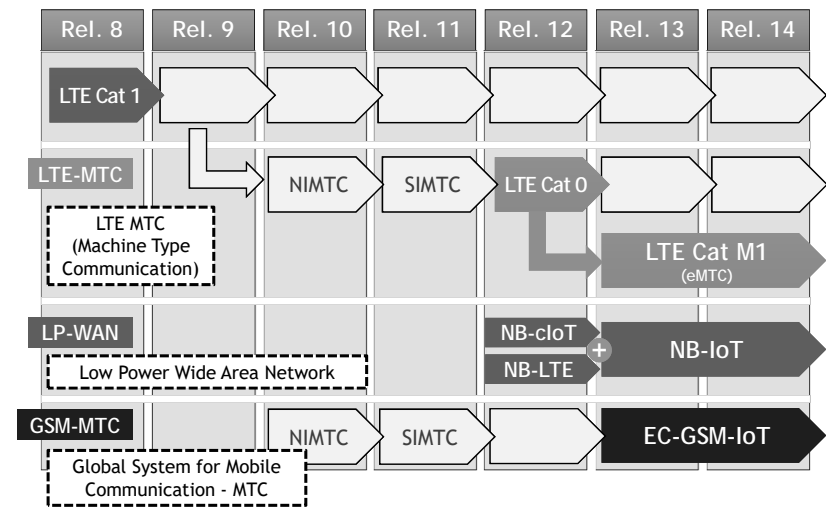 Rel. 8 Rel. 9 Rel. 10 Rel. 11 Rel. 12 Rel. 13 Rel. 14
LTE Cat 1
LTE-MTC
NIMTC SIMTC LTE Cat 0
LTE MTC
(Machine Type
Communication)
LTE Cat M1
(eMTC)
LP-WAN
NB-cIoT
+
NB-IoT
NB-LTE
Low Power Wide Area Network
GSM-MTC
NIMTC SIMTC EC-GSM-IoT
Global System for Mobile
Communication - MTC